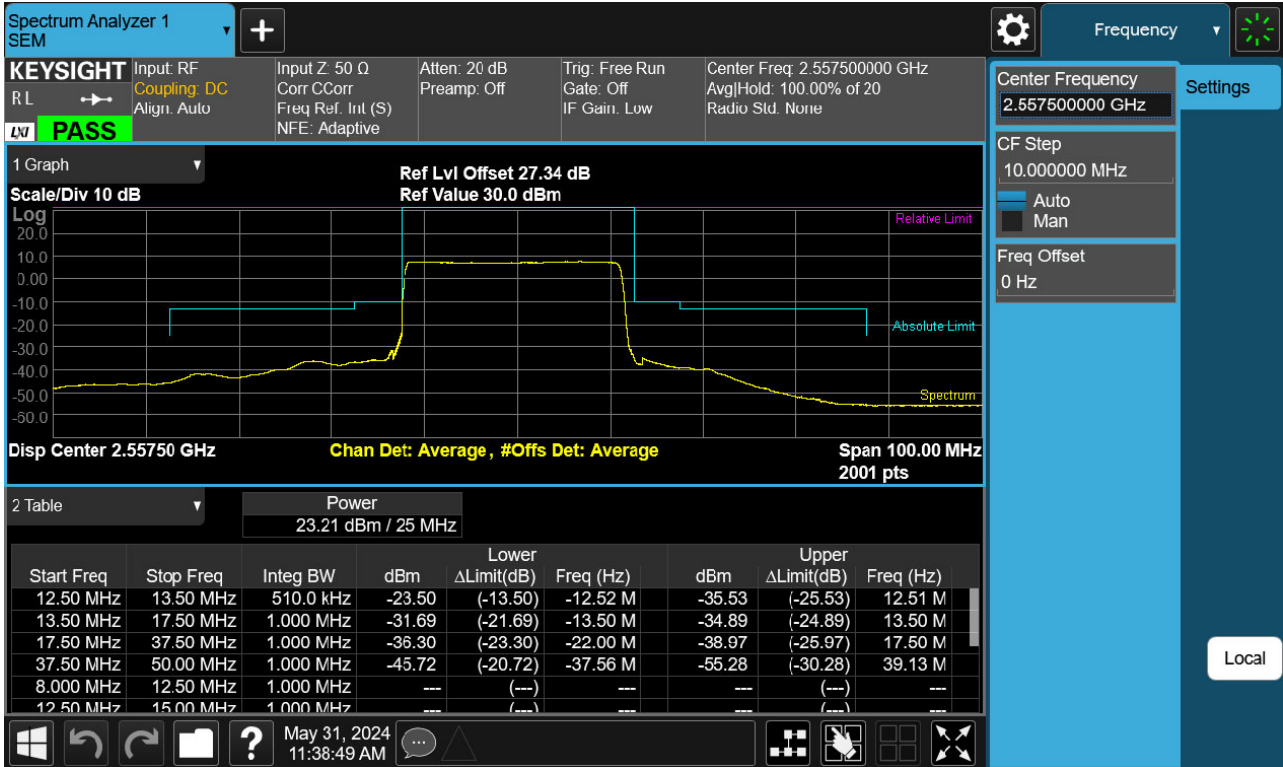 Spectrum Analyzer 1
SEM
Frequency
KEYSIGHT
RL
LXI
PASS
Input: RF
Coupling: DC
Align: Auto
Input Z: 50 Ω
Corr CCorr
Freq Ref: Int (S)
NFE: Adaptive
Atten: 20 dB
Preamp: Off
Trig: Free Run
Gate: Off
IF Gain: Low
Center Freq: 2.557500000 GHz
Avg|Hold: 100.00% of 20
Radio Std: None
Center Frequency
2.557500000 GHz
Settings
CF Step
10.000000 MHz
Auto
Man
Freq Offset
0 Hz
Local
1 Graph
Scale/Div 10 dB
Ref Lvl Offset 27.34 dB
Ref Value 30.0 dBm
Log
20.0
10.0
0.00
-10.0
-20.0
-30.0
-40.0
-50.0
-60.0
Relative Limit
Absolute Limit
Spectrum
Disp Center 2.55750 GHz
Chan Det: Average , #Offs Det: Average
Span 100.00 MHz
2001 pts
2 Table
Power
23.21 dBm / 25 MHz
Lower Upper
Start Freq Stop Freq Integ BW dBm ΔLimit(dB) Freq (Hz) dBm ΔLimit(dB) Freq (Hz)
12.50 MHz 13.50 MHz 510.0 kHz -23.50 (-13.50) -12.52 M -35.53 (-25.53) 12.51 M
13.50 MHz 17.50 MHz 1.000 MHz -31.69 (-21.69) -13.50 M -34.89 (-24.89) 13.50 M
17.50 MHz 37.50 MHz 1.000 MHz -36.30 (-23.30) -22.00 M -38.97 (-25.97) 17.50 M
37.50 MHz 50.00 MHz 1.000 MHz -45.72 (-20.72) -37.56 M -55.28 (-30.28) 39.13 M
8.000 MHz 12.50 MHz 1.000 MHz --- (---) --- --- (---) ---
12.50 MHz 15.00 MHz 1.000 MHz --- (---) --- --- (---) ---
?
May 31, 2024
11:38:49 AM